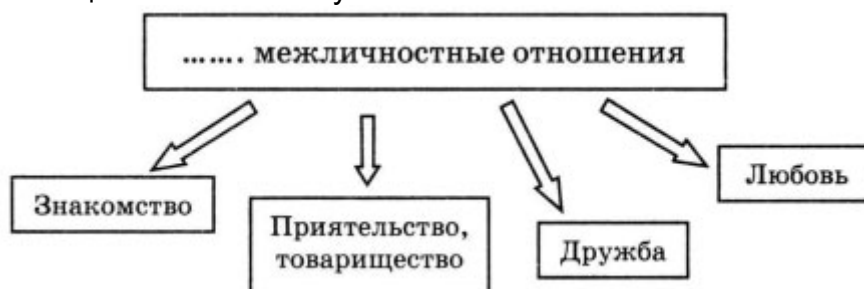 ……. межличностные отношения
Знакомство
Приятельство,
товарищество
Дружба
Любовь